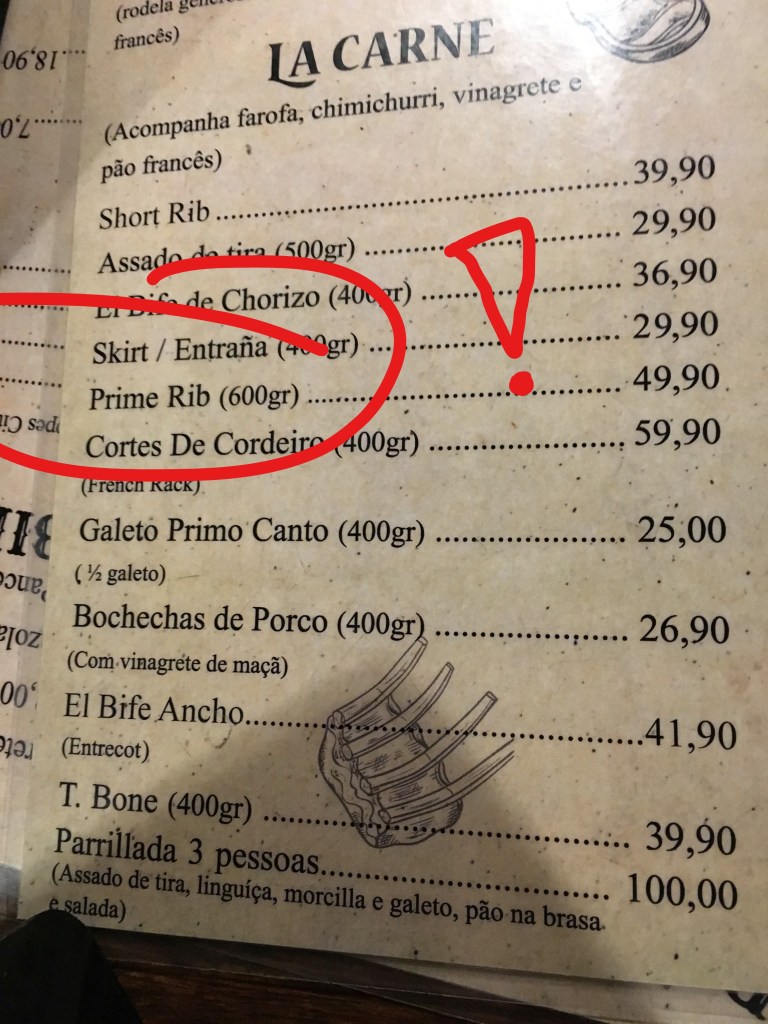 (rodela
francês)
LA CARNE
(Acompanha farofa, chimichurri, vinagrete e
pão francês)
Short Rib ........ 39,90
Assado de tira (500gr) ........ 29,90
El Bife de Chorizo (400gr) ........ 36,90
Skirt / Entraña (400gr) ........ 29,90
Prime Rib (600gr) ........ 49,90
Cortes De Cordeiro (400gr) ........ 59,90
(French Rack)
Galeto Primo Canto (400gr) ........ 25,00
( ½ galeto)
Bochechas de Porco (400gr) ........ 26,90
(Com vinagrete de maçã)
El Bife Ancho ........ 41,90
(Entrecot)
T. Bone (400gr) ........ 39,90
Parrillada 3 pessoas ........ 100,00
(Assado de tira, linguíça, morcilla e galeto, pão na brasa
e salada)